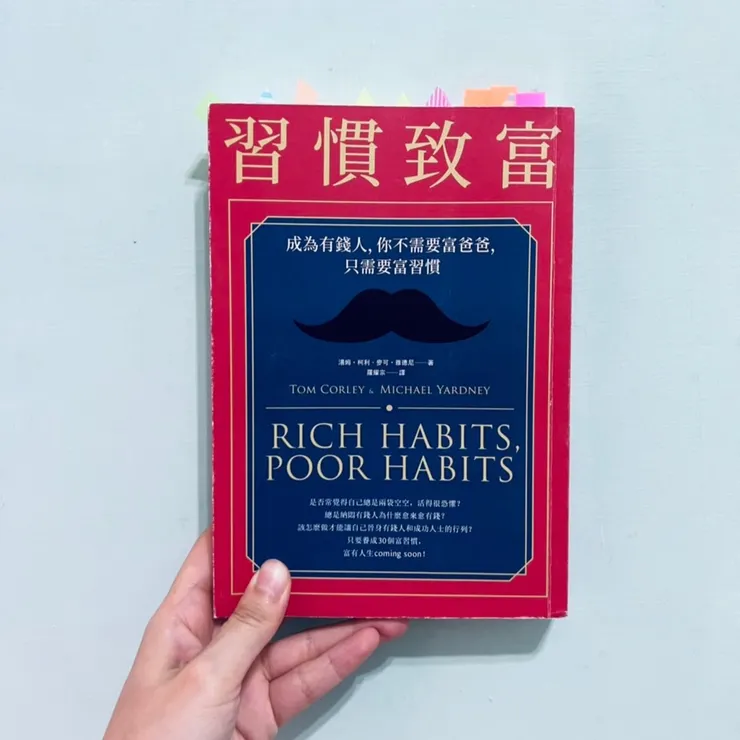 習慣致富
成為有錢人,你不需要富爸爸,
只需要富習慣
湯姆・柯利,麥可・雅德尼——著
羅耀宗——譯
TOM CORLEY & MICHAEL YARDNEY
RICH HABITS,
POOR HABITS
是否常覺得自己總是兩袋空空,活得很恐懼?
總是納悶有錢人為什麼愈來愈有錢?
該怎麼做才能讓自己晉身有錢人和成功人士的行列?
只要養成30個富習慣,
富有人生coming soon!